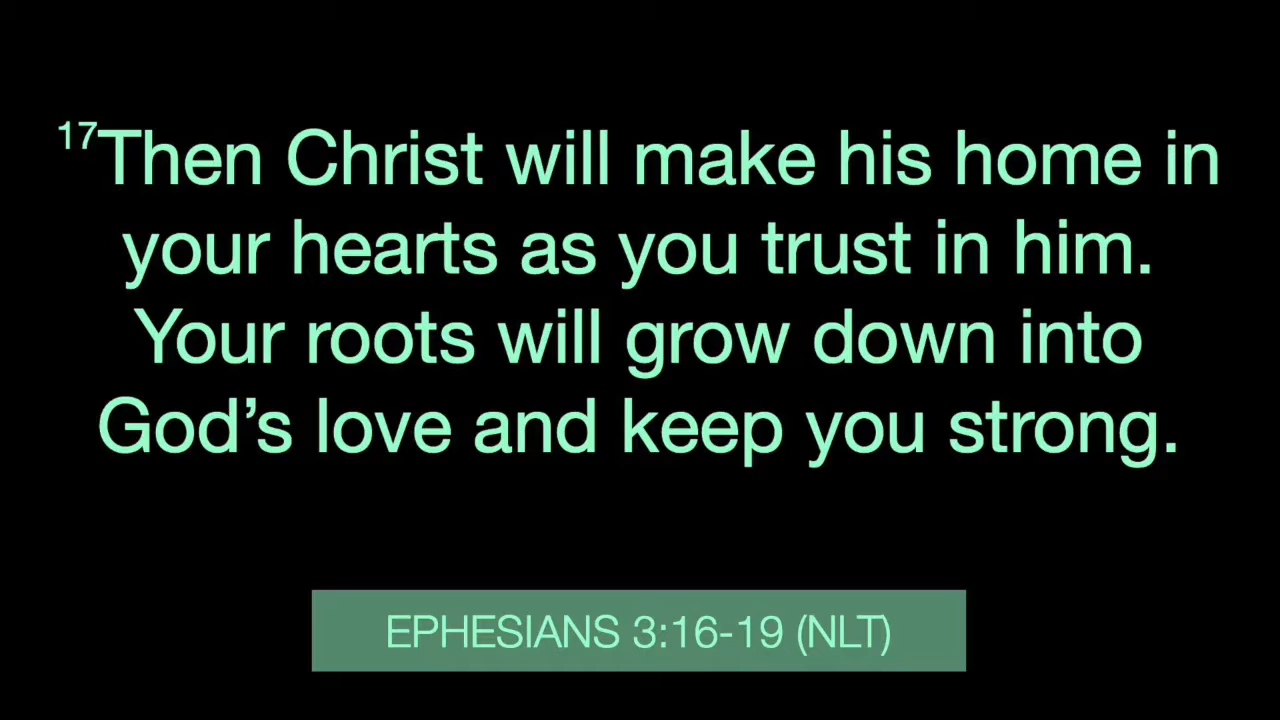 17Then Christ will make his home in
your hearts as you trust in him.
Your roots will grow down into
God’s love and keep you strong.
EPHESIANS 3:16-19 (NLT)